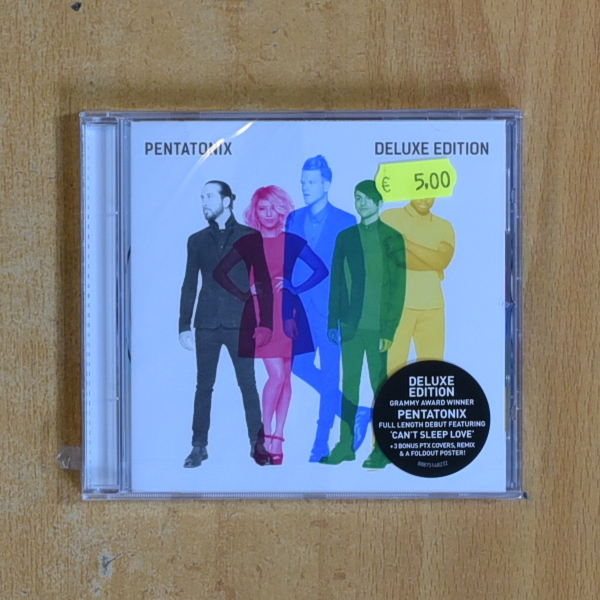 PENTATONIX
DELUXE EDITION
€ 5,00
DELUXE
EDITION
GRAMMY AWARD WINNER
PENTATONIX
FULL LENGTH DEBUT FEATURING
'CAN'T SLEEP LOVE'
+ 3 BONUS PTX COVERS, REMIX
& A FOLDOUT POSTER!